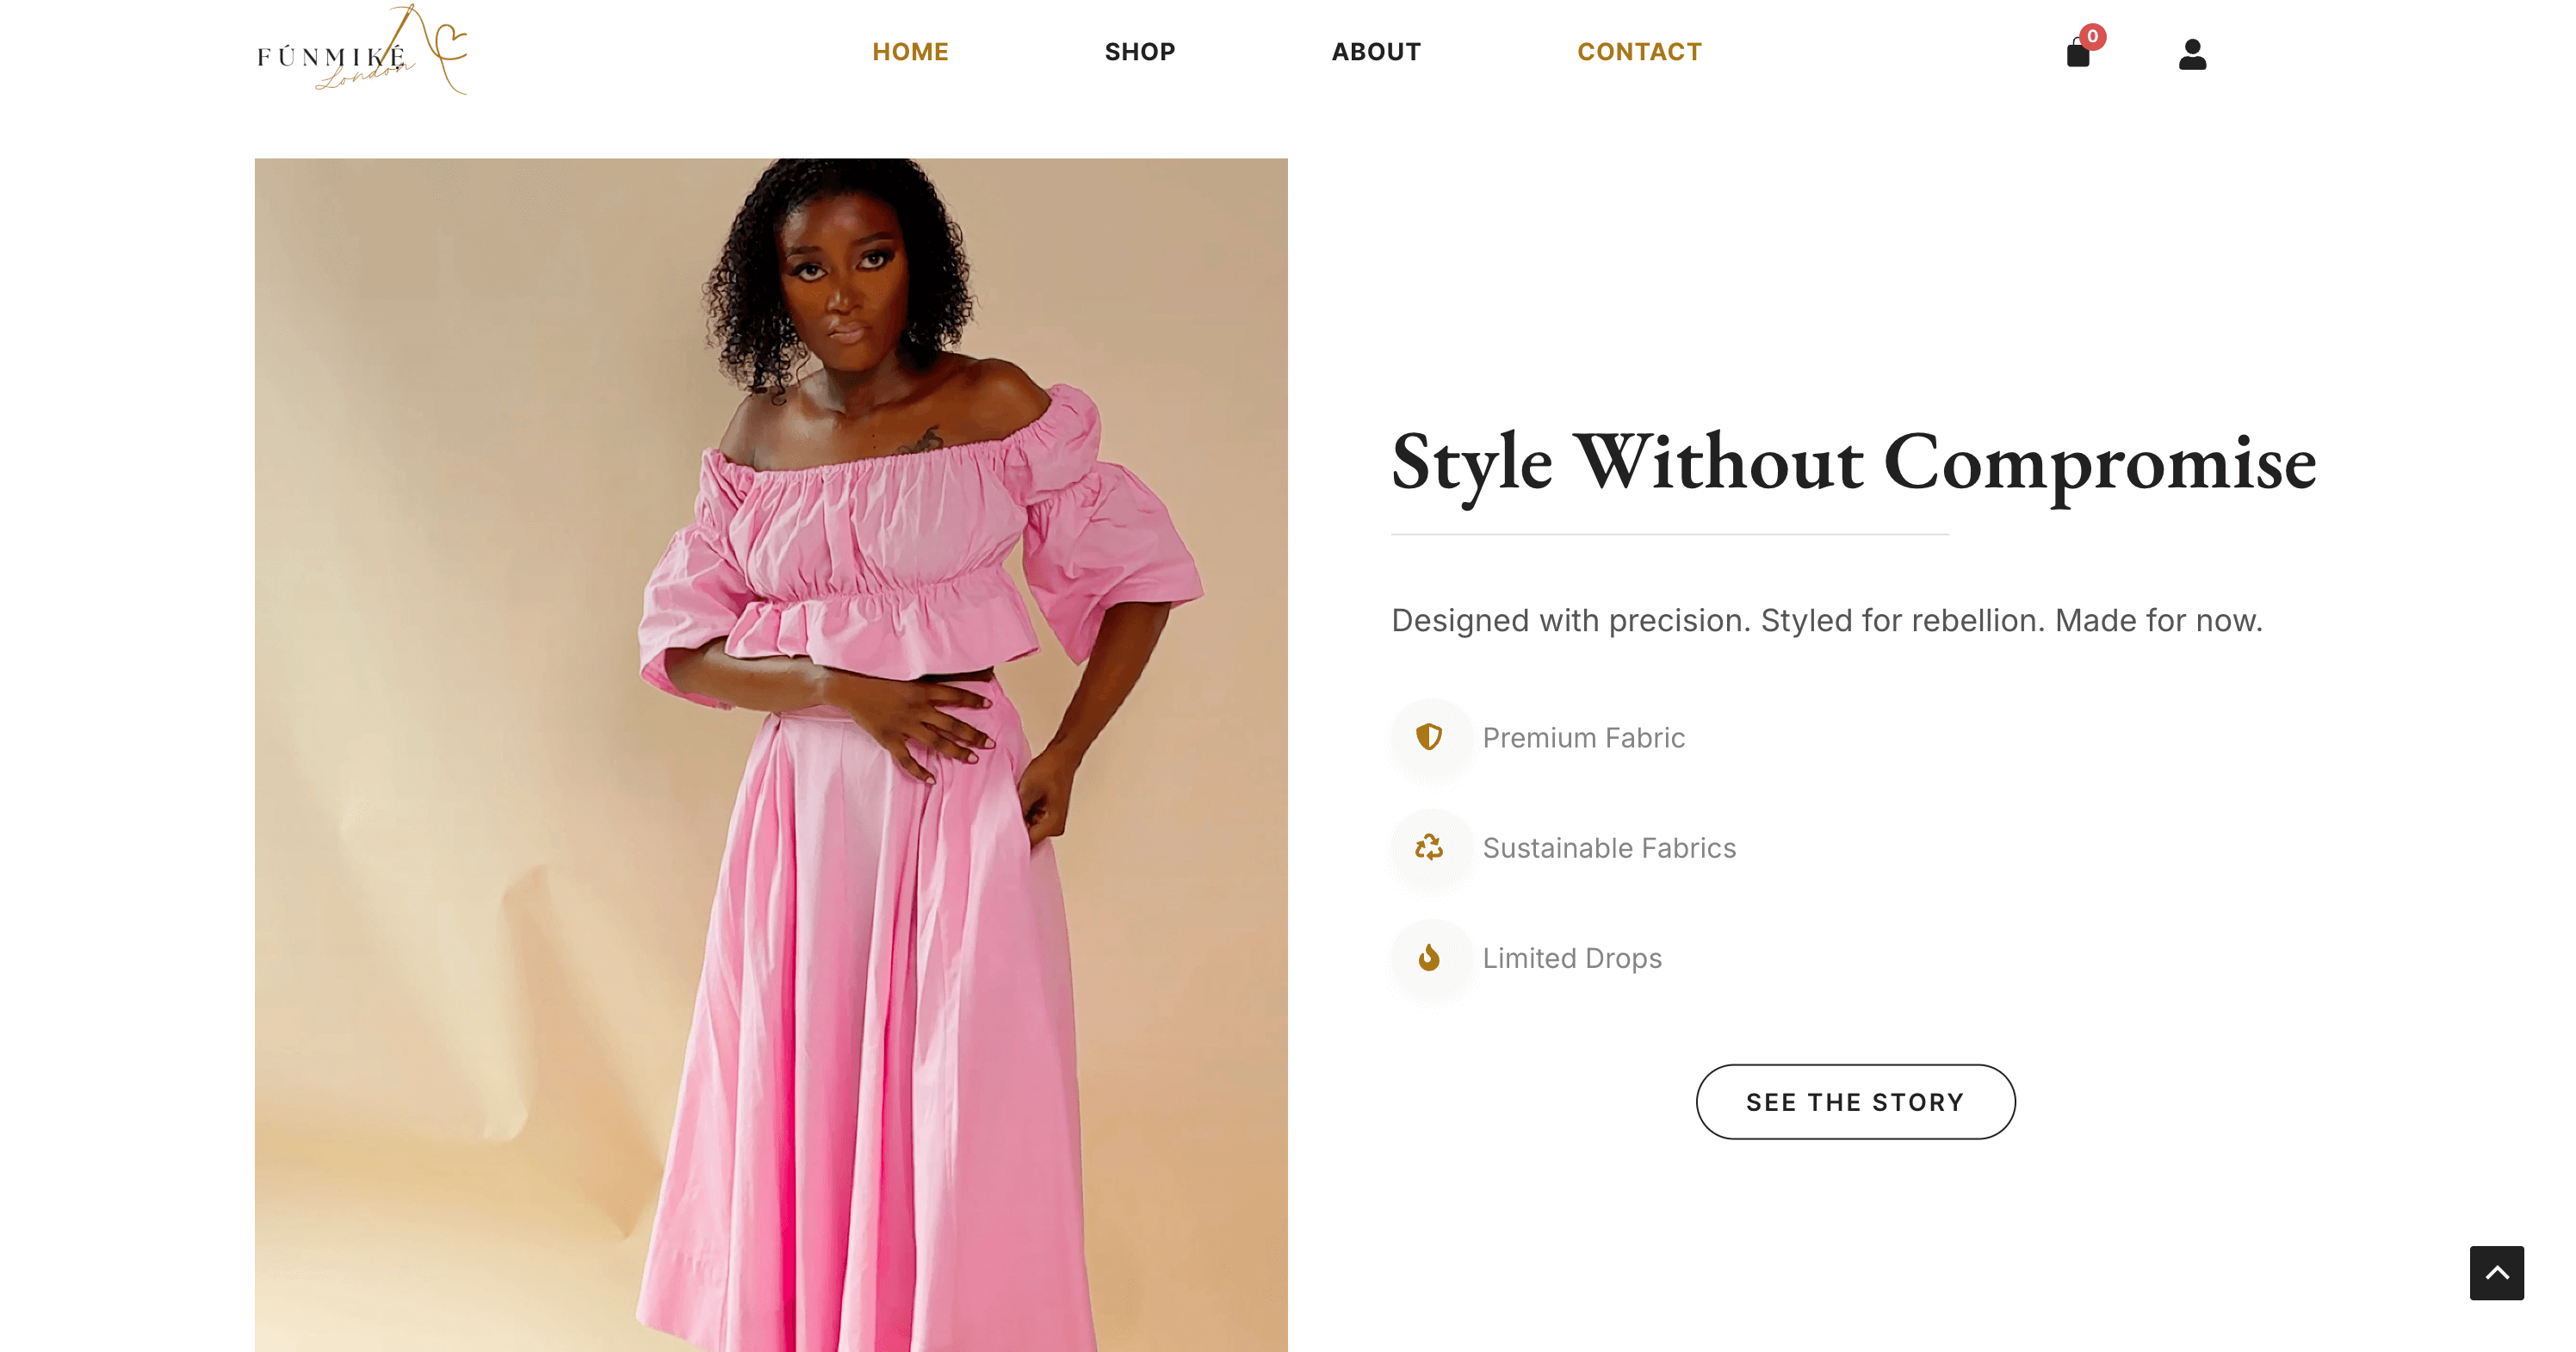 FÚNMIKẸ́
London
HOME
SHOP
ABOUT
CONTACT
0
Style Without Compromise
Designed with precision. Styled for rebellion. Made for now.
Premium Fabric
Sustainable Fabrics
Limited Drops
SEE THE STORY